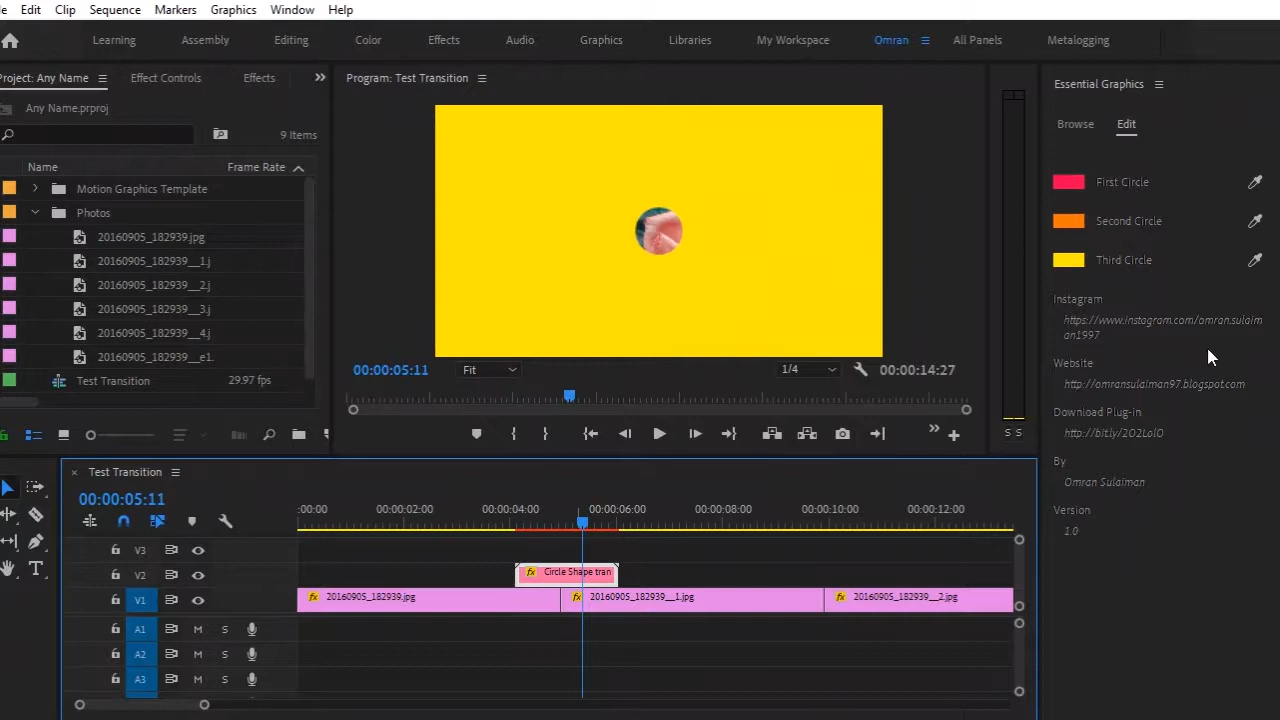 Edit Clip Sequence Markers Graphics Window Help
Learning Assembly Editing Color Effects Audio Graphics Libraries My Workspace Omran All Panels Metalogging
Project: Any Name Effect Controls Effects
Program: Test Transition
Essential Graphics
Any Name.prproj
Browse Edit
9 Items
Name Frame Rate
Motion Graphics Template
Photos
20160905_182939.jpg
20160905_182939__1.j
20160905_182939__2.j
20160905_182939__3.j
20160905_182939__4.j
20160905_182939__e1.
Test Transition 29.97 fps
00:00:05:11 Fit 1/4 00:00:14:27
First Circle
Second Circle
Third Circle
Instagram
https://www.instagram.com/omran.sulaim
an1997
Website
http://omransulaiman97.blogspot.com
Download Plug-in
http://bit.ly/2O2LolO
By
Omran Sulaiman
Version
1.0
S S
Test Transition
00:00:05:11
:00:00 00:00:02:00 00:00:04:00 00:00:06:00 00:00:08:00 00:00:10:00 00:00:12:00
V3
V2 fx Circle Shape tran
V1 fx 20160905_182939.jpg fx 20160905_182939__1.jpg fx 20160905_182939__2.jpg
A1 M S
A2 M S
A3 M S